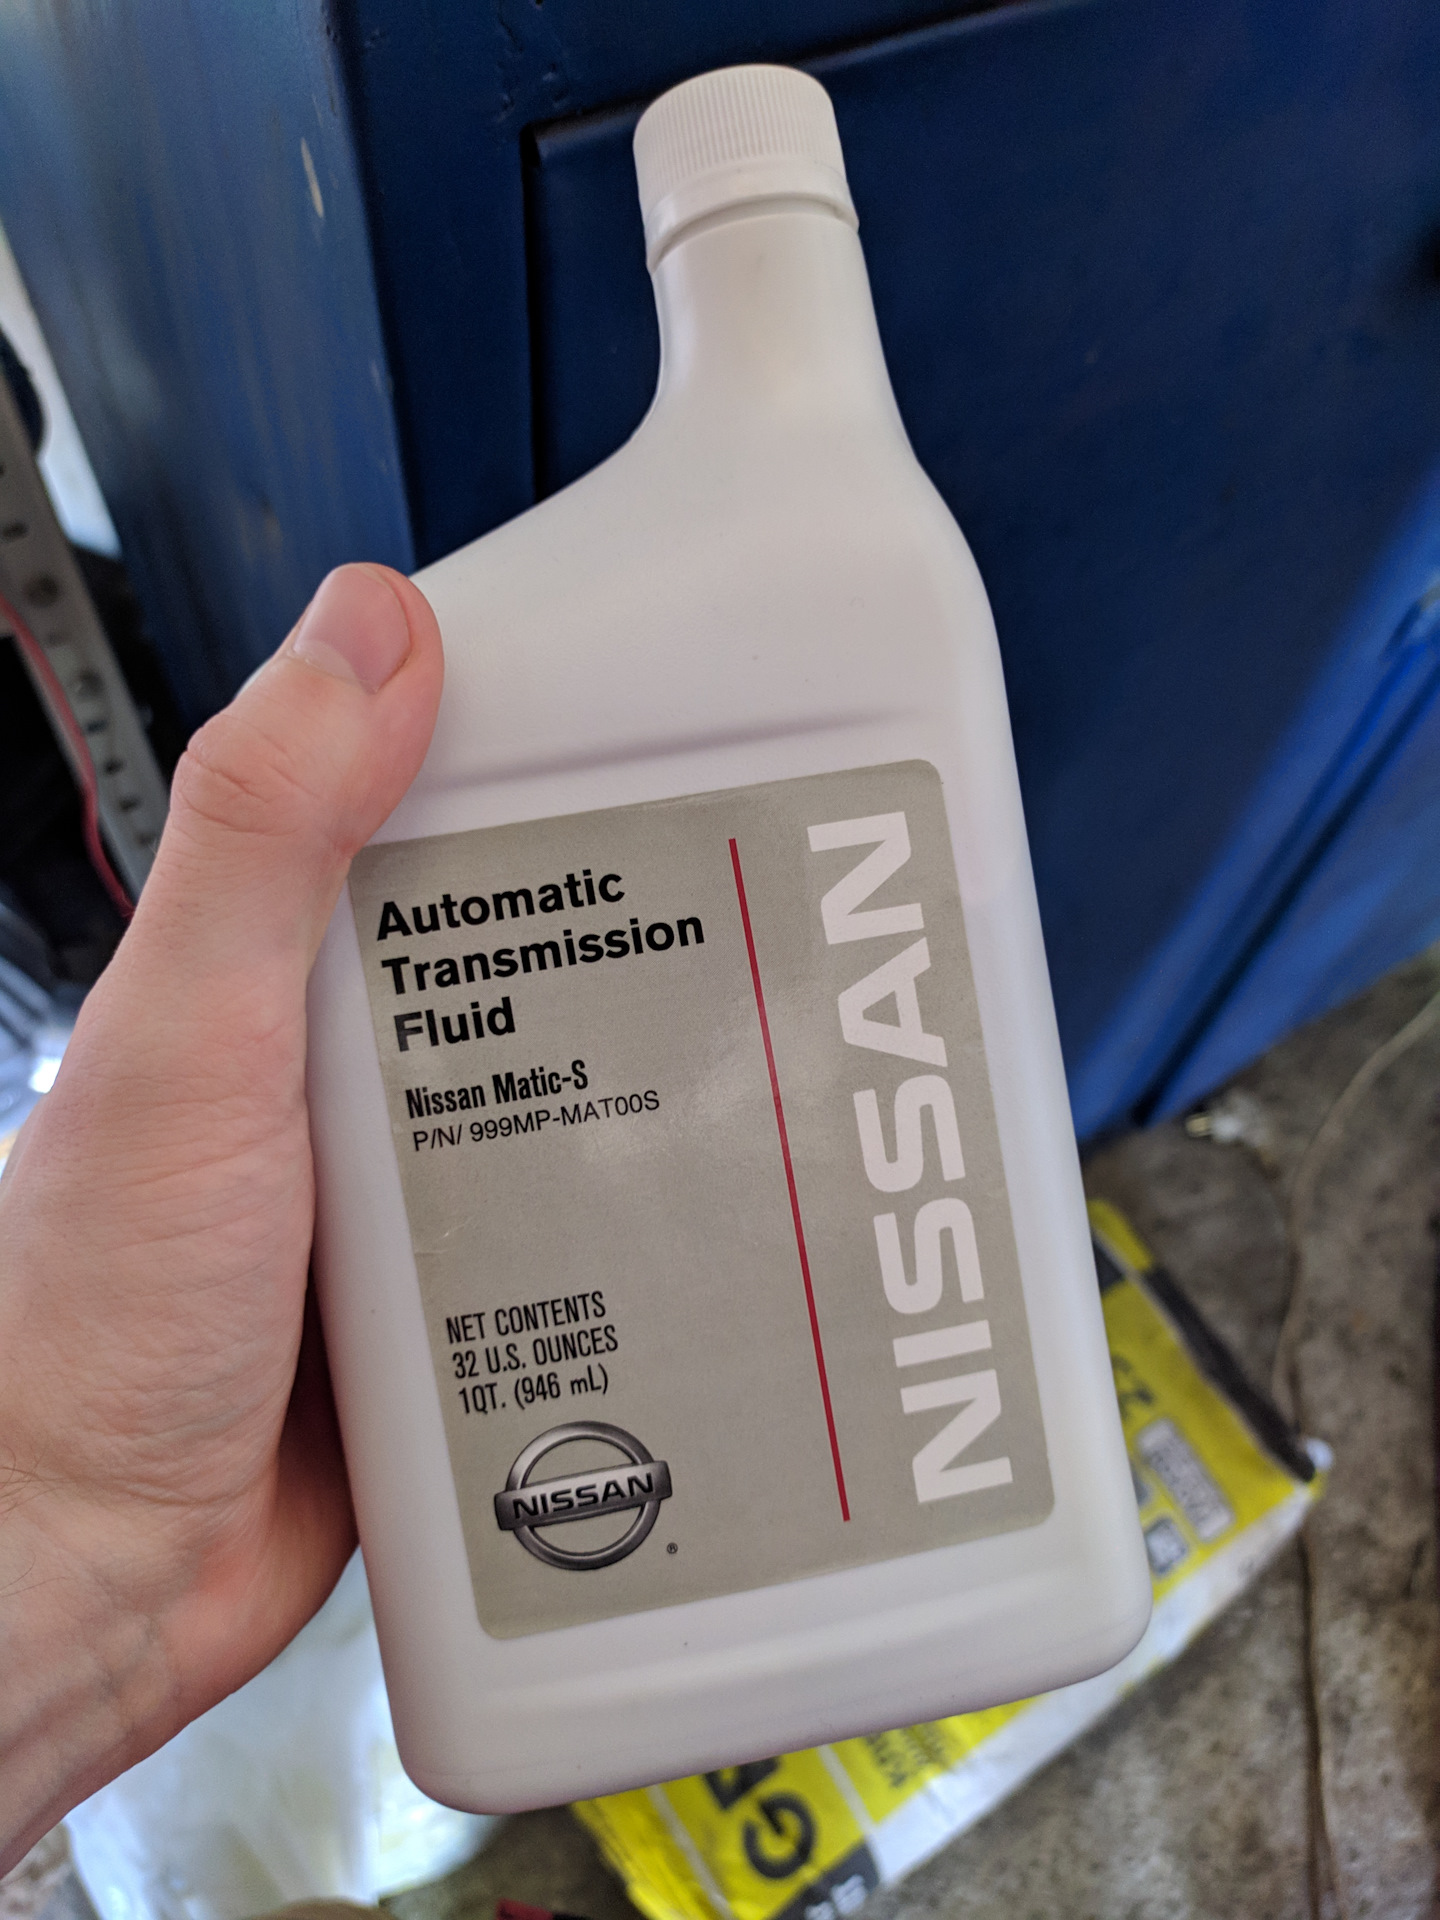 Automatic
Transmission
Fluid
Nissan Matic-S
P/N/ 999MP-MAT00S
NET CONTENTS
32 U.S. OUNCES
1QT. (946 mL)
NISSAN
®
NISSAN